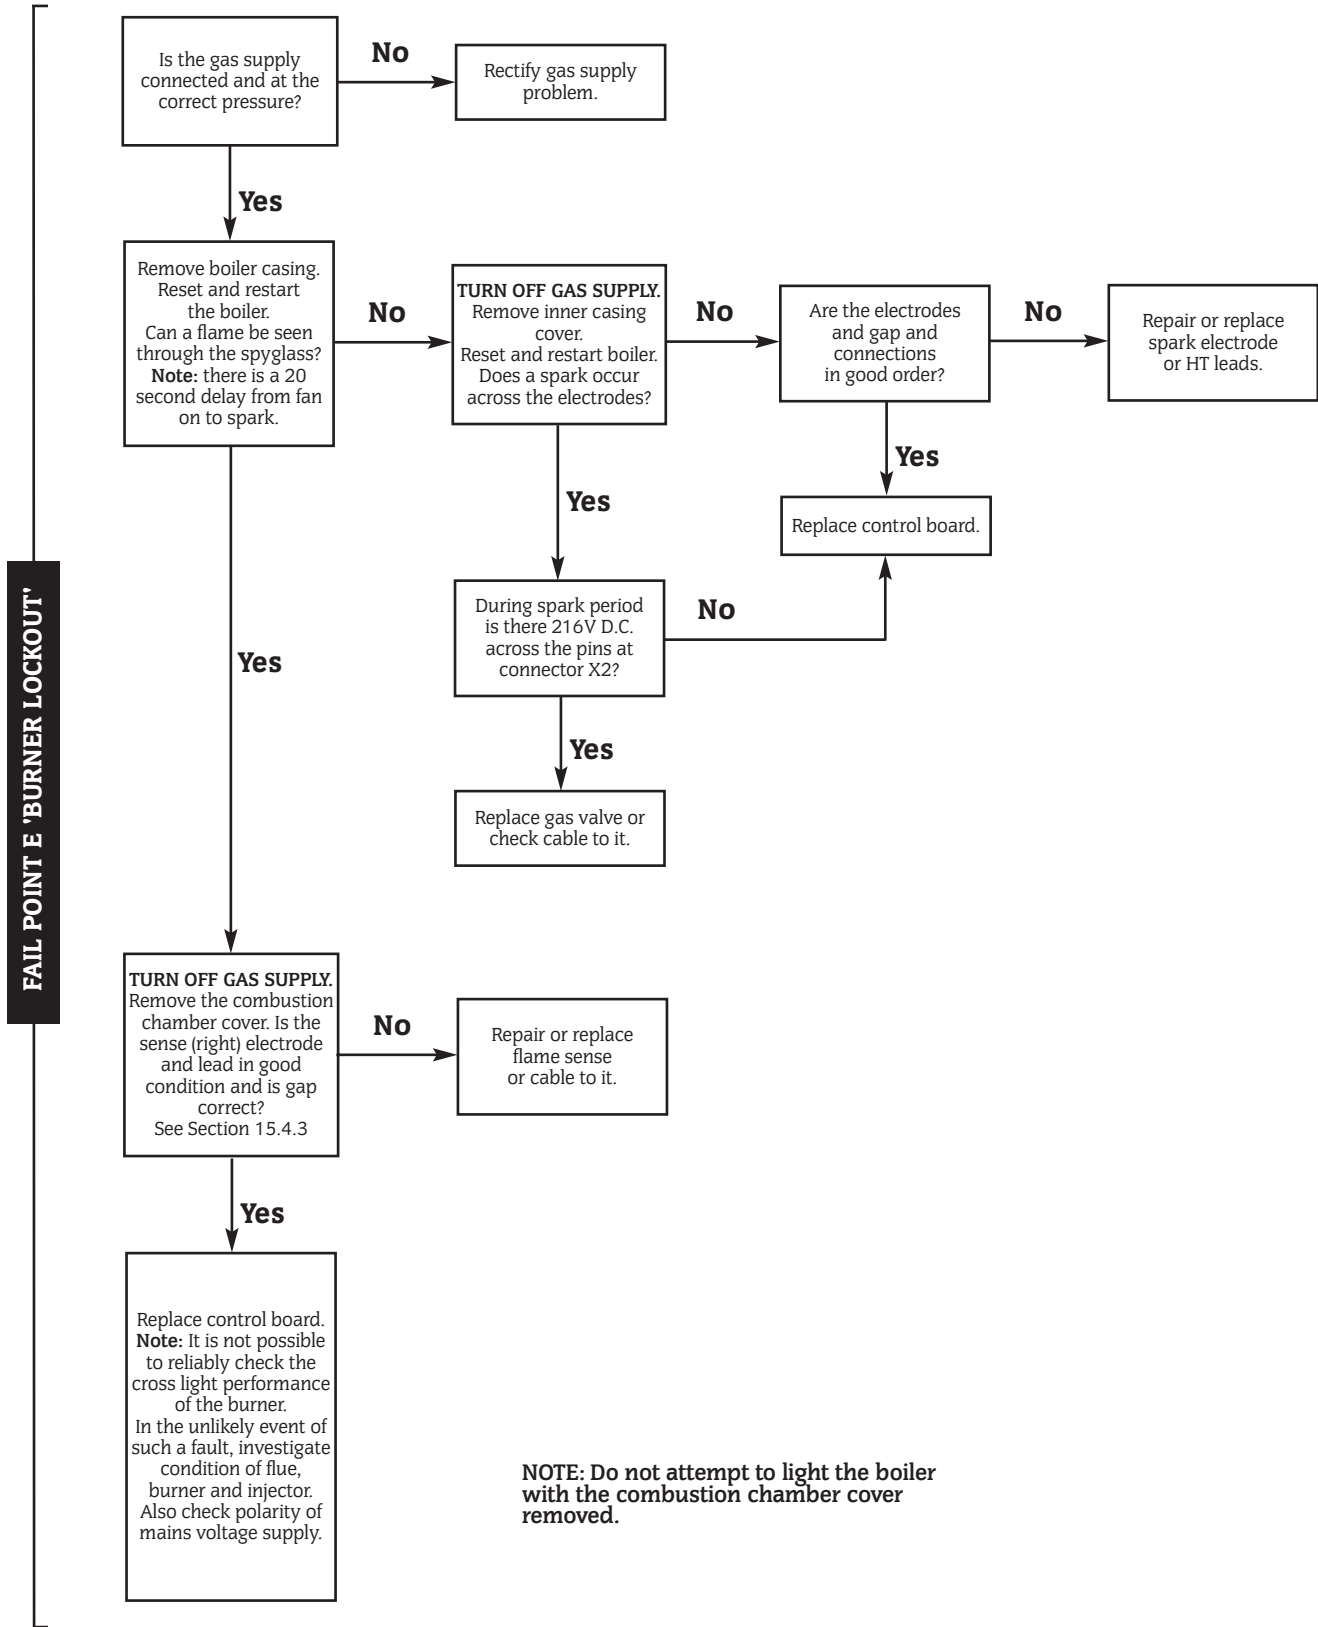 FAIL POINT E 'BURNER LOCKOUT'
Is the gas supply
connected and at the
correct pressure?
No
Rectify gas supply
problem.
Yes
Remove boiler casing.
Reset and restart
the boiler.
Can a flame be seen
through the spyglass?
Note: there is a 20
second delay from fan
on to spark.
No
TURN OFF GAS SUPPLY.
Remove inner casing
cover.
Reset and restart boiler.
Does a spark occur
across the electrodes?
No
Are the electrodes
and gap and
connections
in good order?
No
Repair or replace
spark electrode
or HT leads.
Yes
Replace control board.
Yes
During spark period
is there 216V D.C.
across the pins at
connector X2?
No
Yes
Replace gas valve or
check cable to it.
Yes
TURN OFF GAS SUPPLY.
Remove the combustion
chamber cover. Is the
sense (right) electrode
and lead in good
condition and is gap
correct?
See Section 15.4.3
No
Repair or replace
flame sense
or cable to it.
Yes
Replace control board.
Note: It is not possible
to reliably check the
cross light performance
of the burner.
In the unlikely event of
such a fault, investigate
condition of flue,
burner and injector.
Also check polarity of
mains voltage supply.
NOTE: Do not attempt to light the boiler
with the combustion chamber cover
removed.